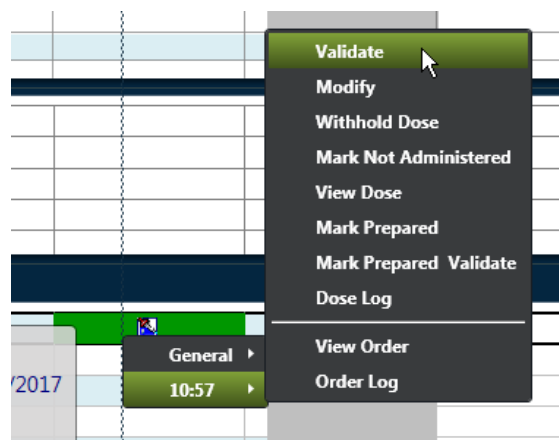 Validate
Modify
Withhold Dose
Mark Not Administered
View Dose
Mark Prepared
Mark Prepared Validate
Dose Log
View Order
Order Log
General
10:57
/2017